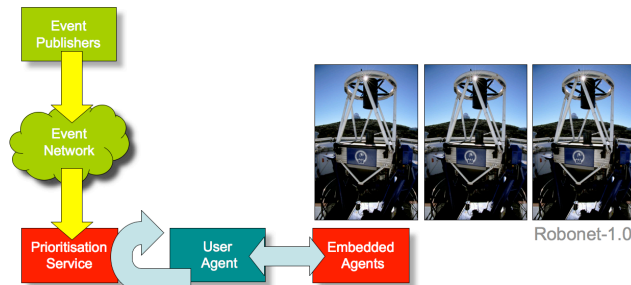 Event
Publishers
Event
Network
Prioritisation
Service
User
Agent
Embedded
Agents
Robonet-1.0